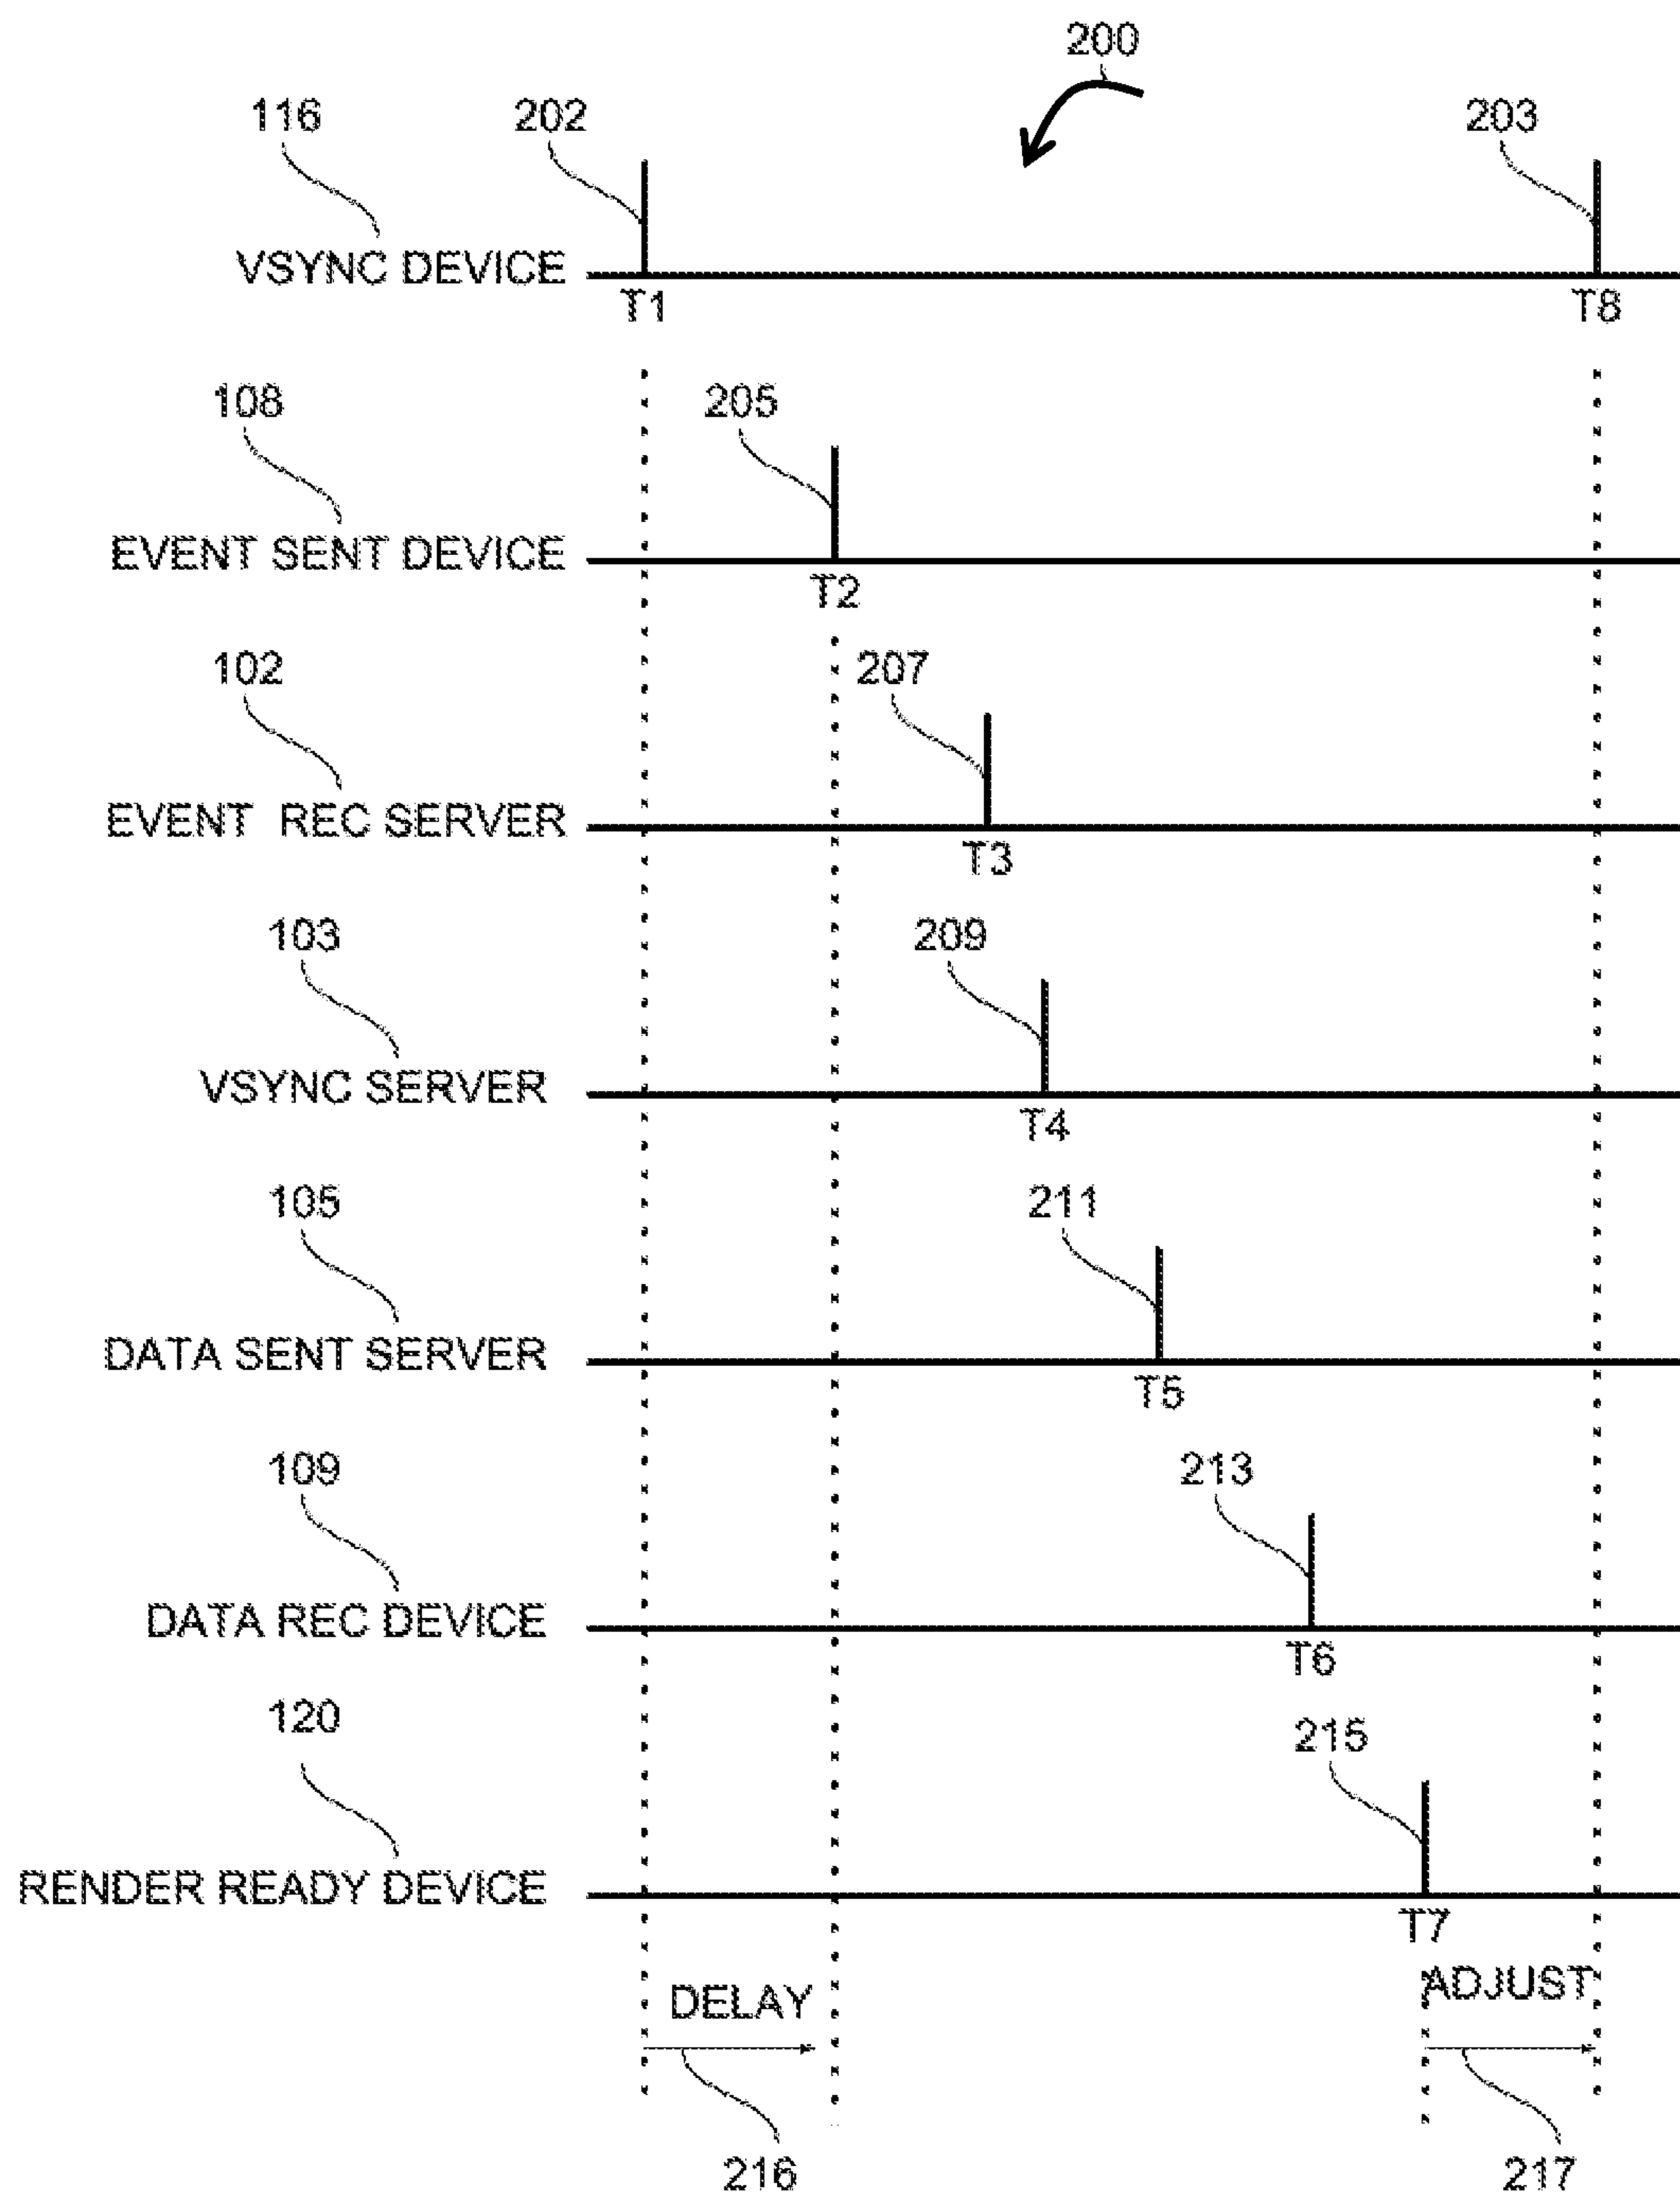 200
116 202 203
VSYNC DEVICE
T1 T8
108 205
EVENT SENT DEVICE
T2
102 207
EVENT REC SERVER
T3
103 209
VSYNC SERVER
T4
105 211
DATA SENT SERVER
T5
109 213
DATA REC DEVICE
T6
120 215
RENDER READY DEVICE
T7
DELAY ADJUST
216 217